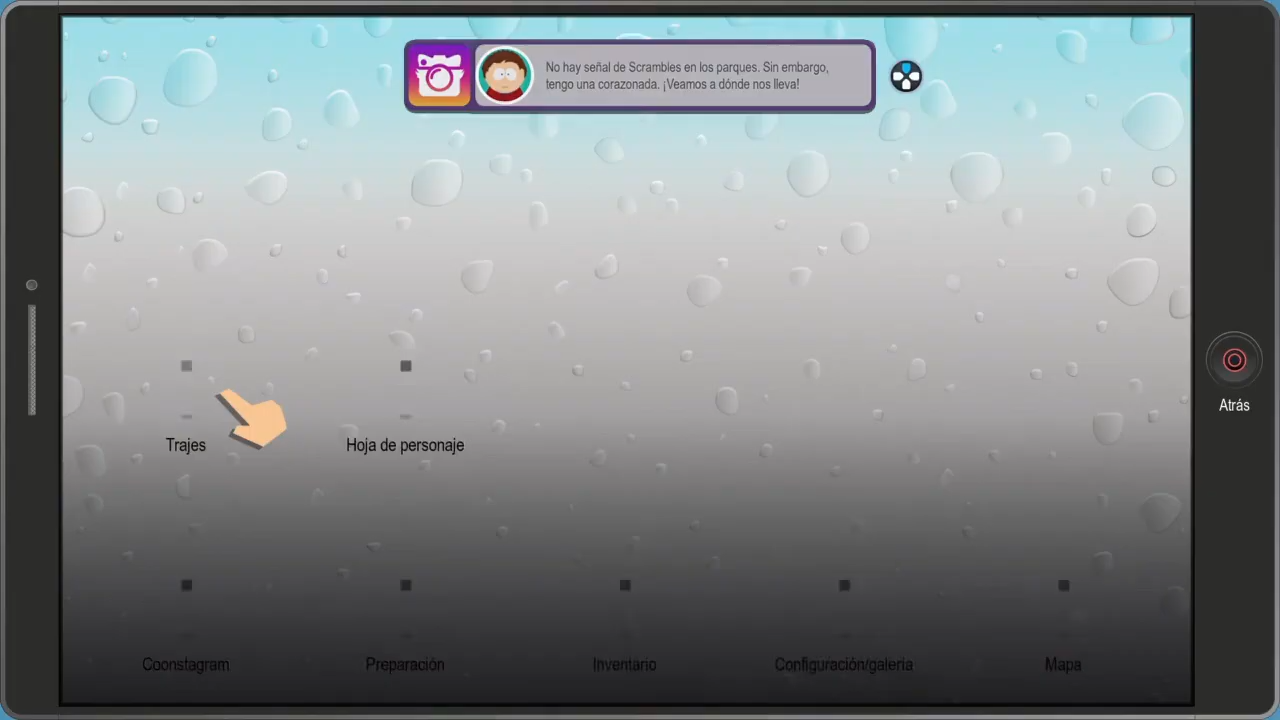 No hay señal de Scrambles en los parques. Sin embargo,
tengo una corazonada. ¡Veamos a dónde nos lleva!
Atrás
Trajes
Hoja de personaje
Coonstagram
Preparación
Inventario
Configuración/galería
Mapa